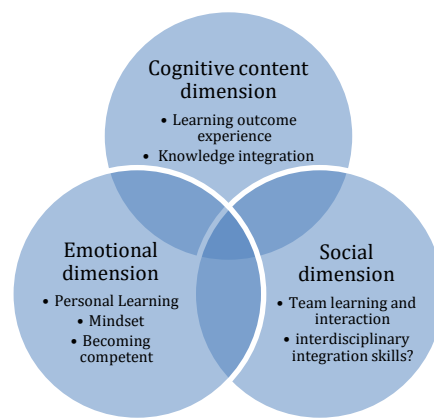 Cognitive content
dimension
• Learning outcome
experience
• Knowledge integration
Emotional
dimension
• Personal Learning
• Mindset
• Becoming
competent
Social
dimension
• Team learning and
interaction
• interdisciplinary
integration skills?